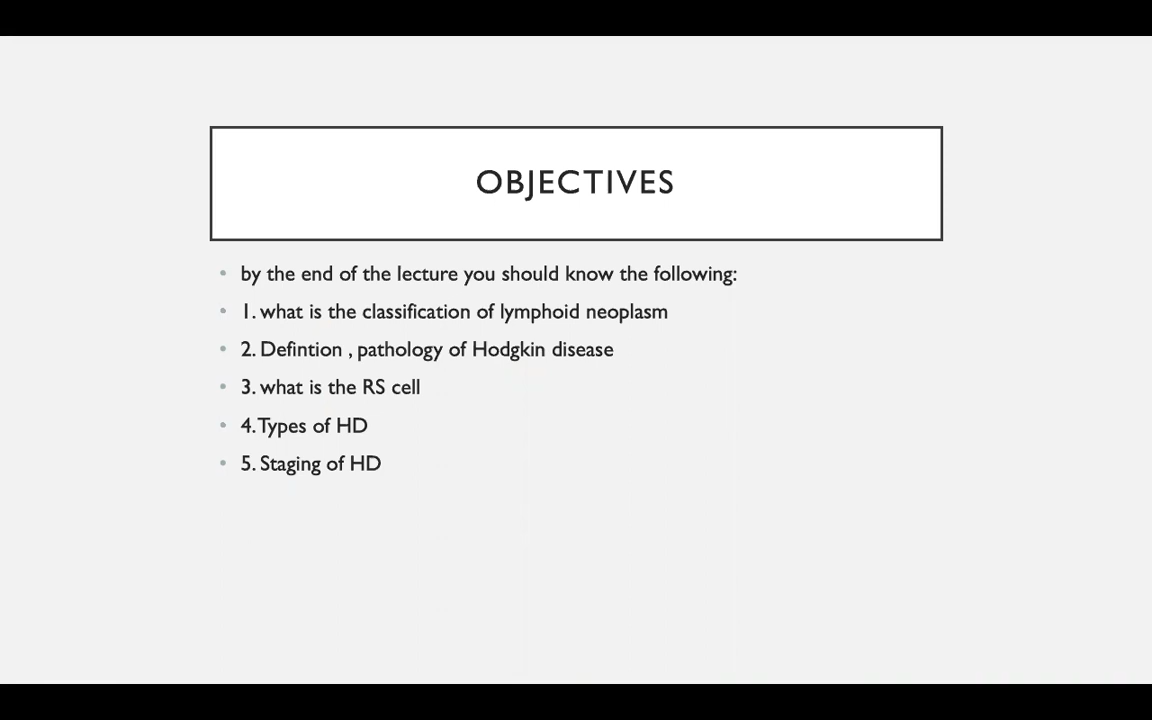 OBJECTIVES
• by the end of the lecture you should know the following:
• 1. what is the classification of lymphoid neoplasm
• 2. Defintion , pathology of Hodgkin disease
• 3. what is the RS cell
• 4. Types of HD
• 5. Staging of HD